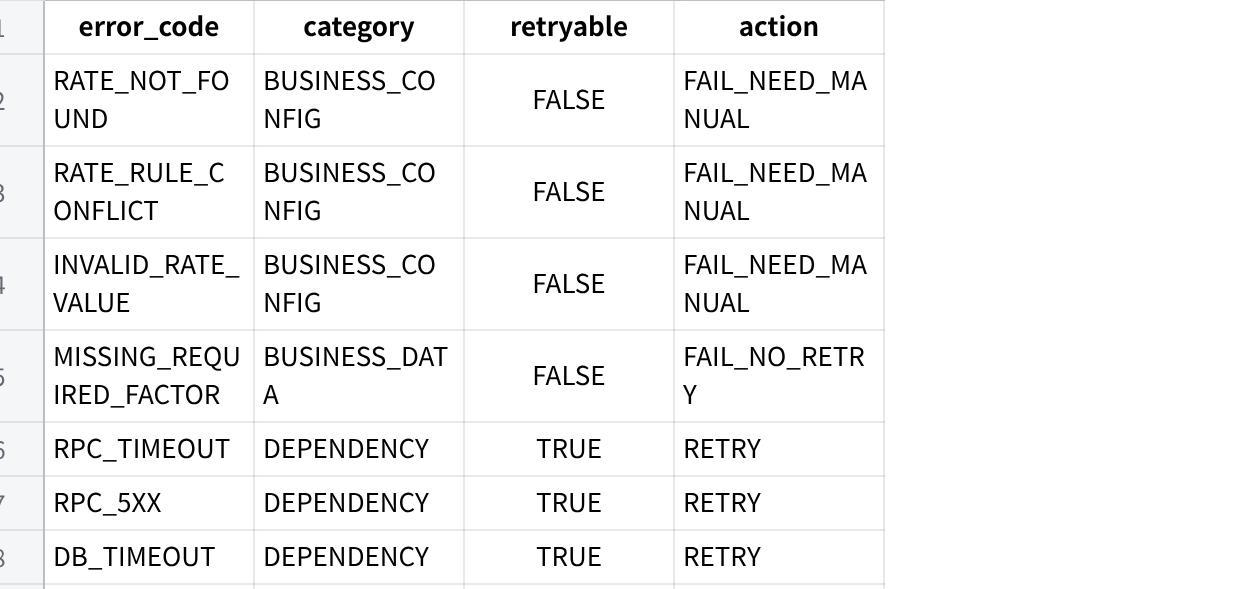 1 error_code category retryable action
2 RATE_NOT_FO BUSINESS_CO FALSE FAIL_NEED_MA
UND NFIG NUAL
3 RATE_RULE_C BUSINESS_CO FALSE FAIL_NEED_MA
ONFLICT NFIG NUAL
4 INVALID_RATE_ BUSINESS_CO FALSE FAIL_NEED_MA
VALUE NFIG NUAL
5 MISSING_REQU BUSINESS_DAT FALSE FAIL_NO_RETR
IRED_FACTOR A Y
6 RPC_TIMEOUT DEPENDENCY TRUE RETRY
7 RPC_5XX DEPENDENCY TRUE RETRY
8 DB_TIMEOUT DEPENDENCY TRUE RETRY